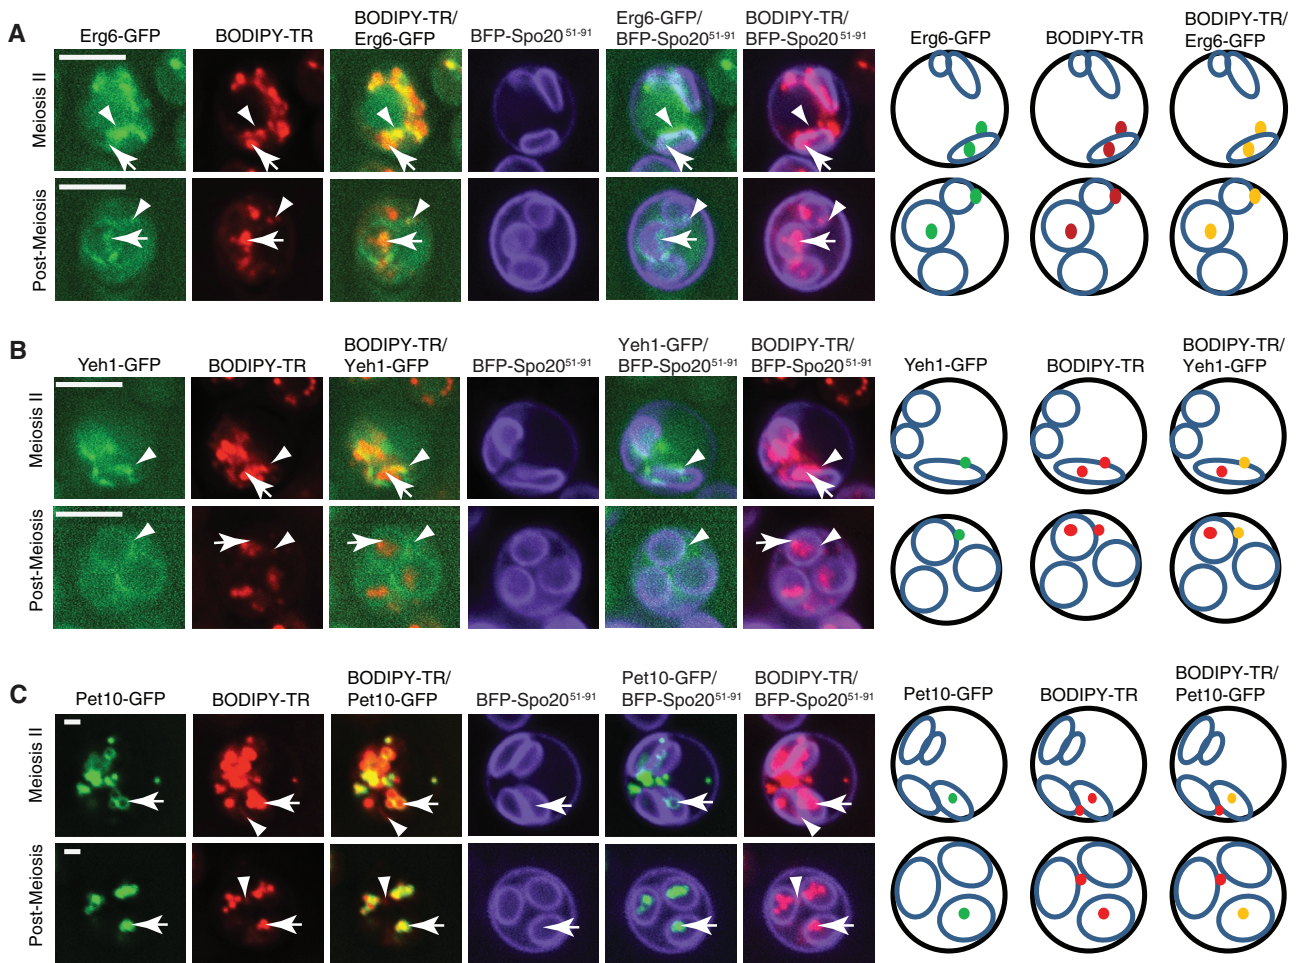 A
Erg6-GFP
BODIPY-TR
BODIPY-TR/
Erg6-GFP
BFP-Spo20⁵¹⁻⁹¹
Erg6-GFP/
BFP-Spo20⁵¹⁻⁹¹
BODIPY-TR/
BFP-Spo20⁵¹⁻⁹¹
Erg6-GFP
BODIPY-TR
BODIPY-TR/
Erg6-GFP
Meiosis II
Post-Meiosis
B
Yeh1-GFP
BODIPY-TR
BODIPY-TR/
Yeh1-GFP
BFP-Spo20⁵¹⁻⁹¹
Yeh1-GFP/
BFP-Spo20⁵¹⁻⁹¹
BODIPY-TR/
BFP-Spo20⁵¹⁻⁹¹
Yeh1-GFP
BODIPY-TR
BODIPY-TR/
Yeh1-GFP
Meiosis II
Post-Meiosis
C
Pet10-GFP
BODIPY-TR
BODIPY-TR/
Pet10-GFP
BFP-Spo20⁵¹⁻⁹¹
Pet10-GFP/
BFP-Spo20⁵¹⁻⁹¹
BODIPY-TR/
BFP-Spo20⁵¹⁻⁹¹
Pet10-GFP
BODIPY-TR
BODIPY-TR/
Pet10-GFP
Meiosis II
Post-Meiosis